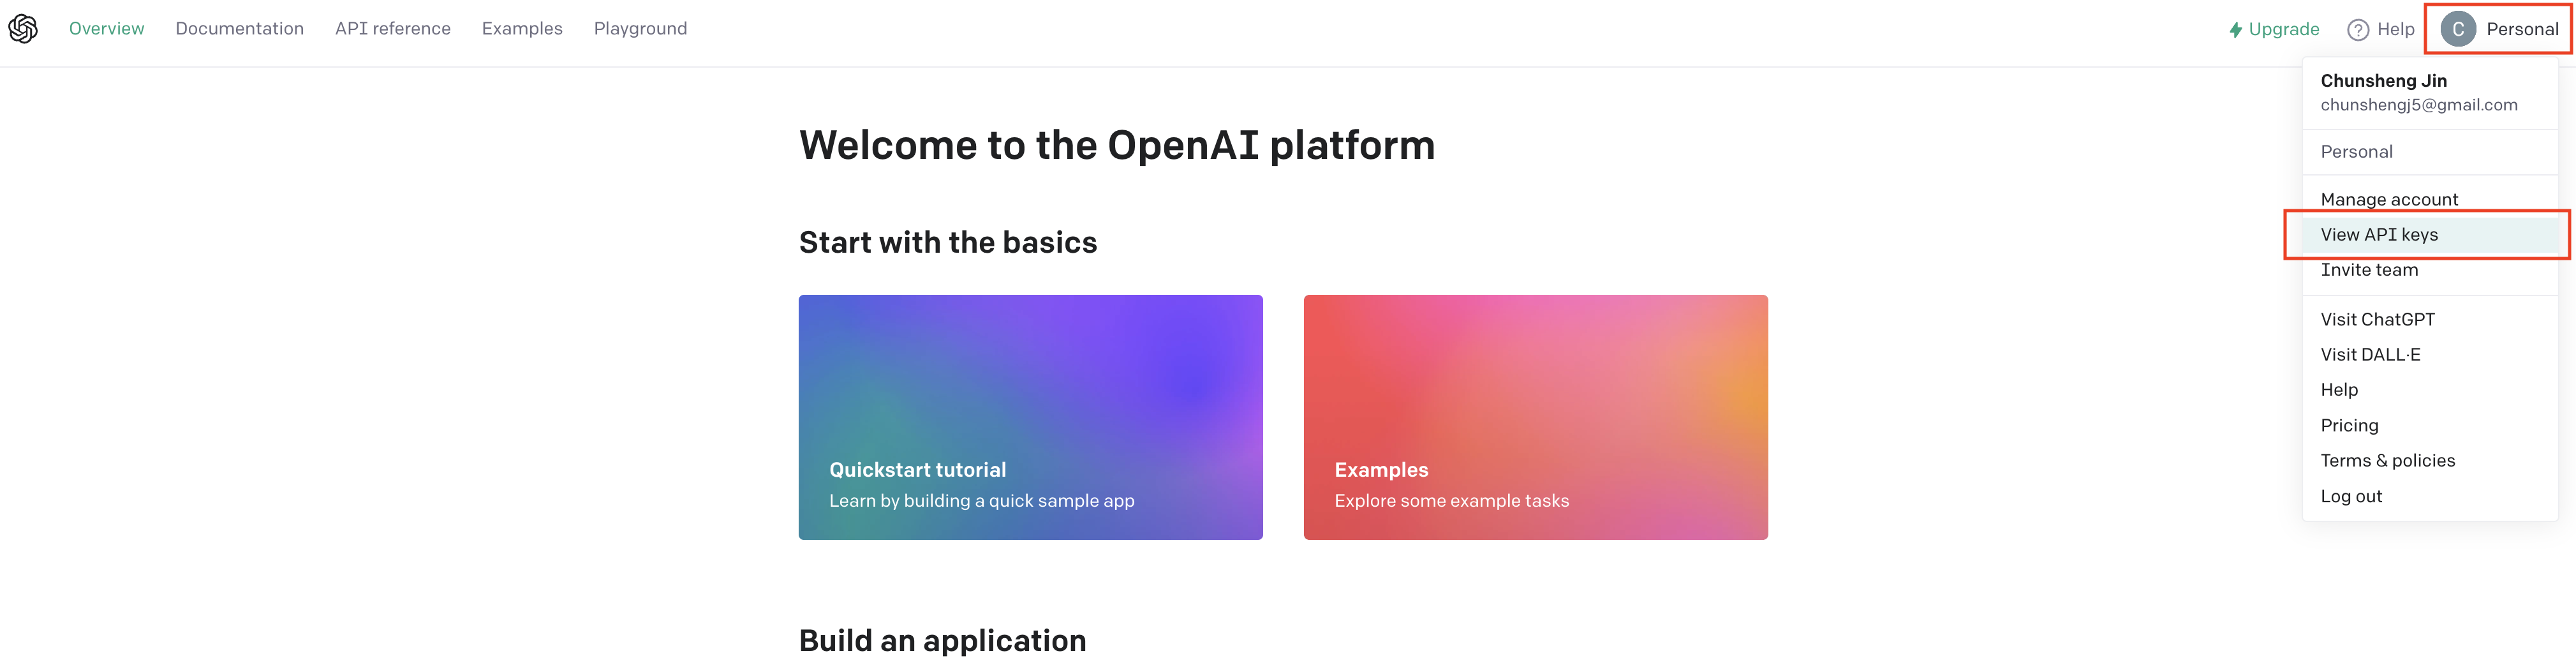 Overview Documentation API reference Examples Playground Upgrade Help C Personal
Chunsheng Jin
chunshengj5@gmail.com
Personal
Manage account
View API keys
Invite team
Visit ChatGPT
Visit DALL·E
Help
Pricing
Terms & policies
Log out
Welcome to the OpenAI platform
Start with the basics
Quickstart tutorial
Learn by building a quick sample app
Examples
Explore some example tasks
Build an application